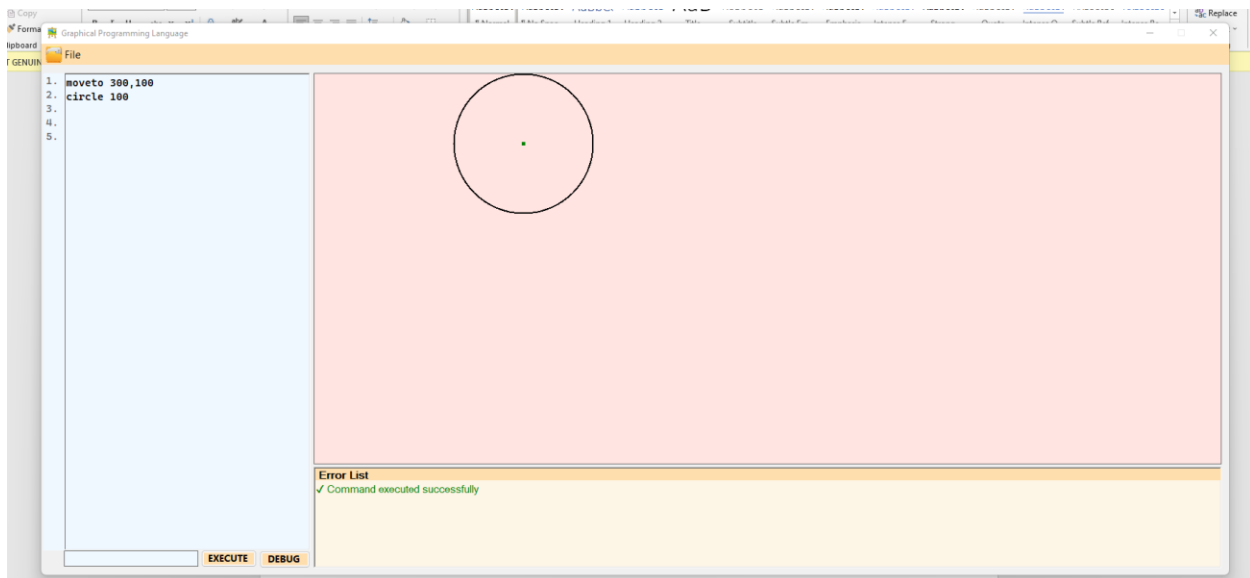 Copy
Replace
Forma
lipboard
Graphical Programming Language
T GENUIN
File
1. moveto 300,100
2. circle 100
3.
4.
5.
Error List
✓ Command executed successfully
EXECUTE DEBUG